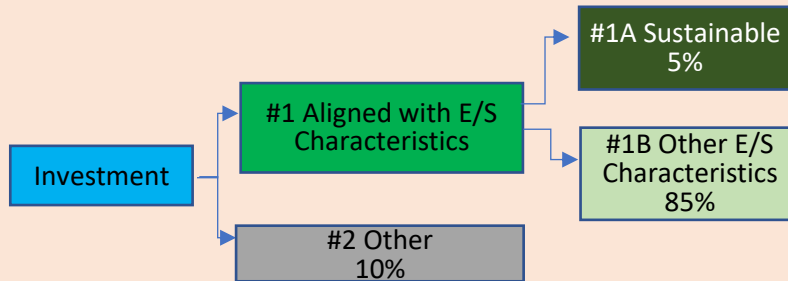 Investment
#1 Aligned with E/S
Characteristics
#2 Other
10%
#1A Sustainable
5%
#1B Other E/S
Characteristics
85%